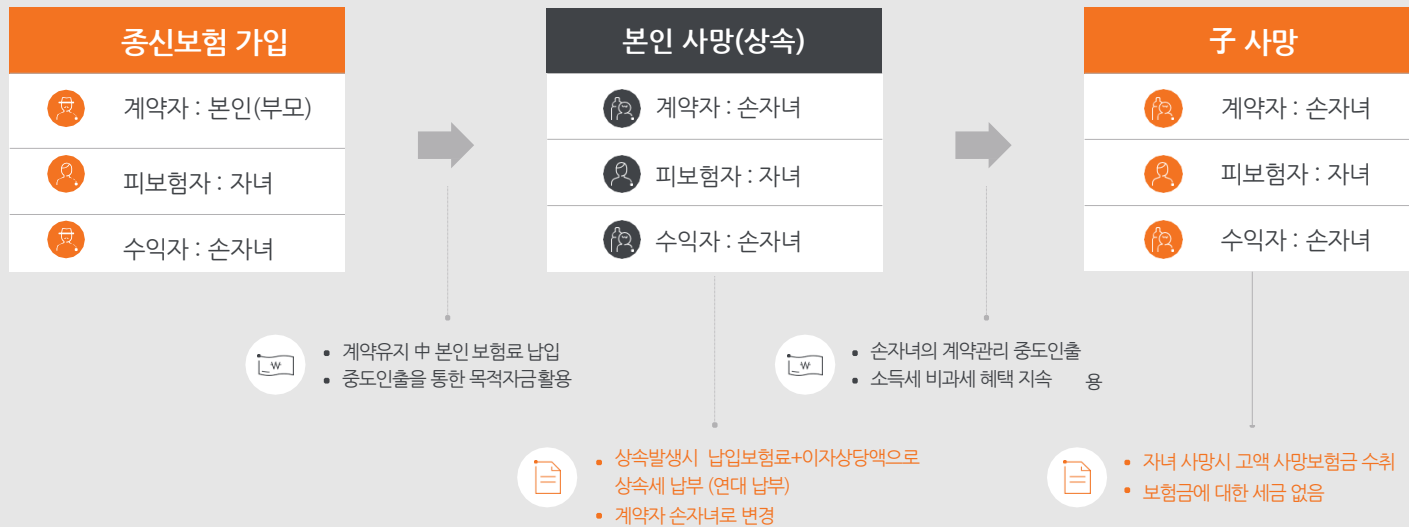 종신보험 가입
계약자 : 본인(부모)
피보험자 : 자녀
수익자 : 손자녀
본인 사망(상속)
계약자 : 손자녀
피보험자 : 자녀
수익자 : 손자녀
子 사망
계약자 : 손자녀
피보험자 : 자녀
수익자 : 손자녀
₩
• 계약유지 中 본인 보험료 납입
• 중도인출을 통한 목적자금 활용
₩
• 손자녀의 계약관리 중도인출
• 소득세 비과세 혜택 지속 용
• 상속발생시 납입보험료+이자상당액으로
상속세 납부 (연대 납부)
• 계약자 손자녀로 변경
• 자녀 사망시 고액 사망보험금 수취
• 보험금에 대한 세금 없음